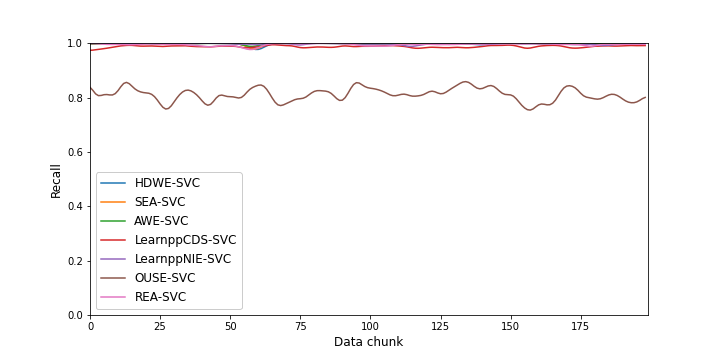 1.0
0.8
0.6
0.4
0.2
0.0
Recall
HDWE-SVC
SEA-SVC
AWE-SVC
LearnppCDS-SVC
LearnppNIE-SVC
OUSE-SVC
REA-SVC
0 25 50 75 100 125 150 175
Data chunk